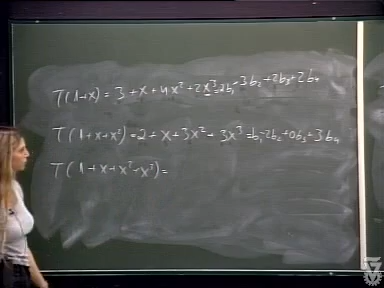 T(1+x) = 3+x+4x²+2x³=2b₁-3b₂+2b₃+2b₄
T(1+x+x²)=2+x+3x²+3x³=b₁-2b₂+0b₃+3b₄
T(1+x+x²-x³)=